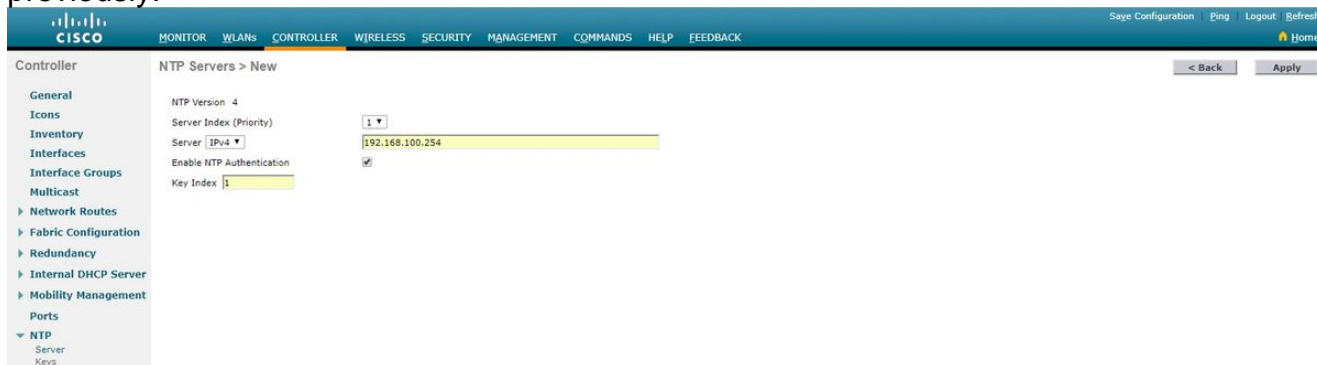 previously.
Save Configuration Ping Logout Refresh
CISCO MONITOR WLANs CONTROLLER WIRELESS SECURITY MANAGEMENT COMMANDS HELP FEEDBACK Home
Controller
General
Icons
Inventory
Interfaces
Interface Groups
Multicast
Network Routes
Fabric Configuration
Redundancy
Internal DHCP Server
Mobility Management
Ports
NTP
Server
Keys
NTP Servers > New
< Back Apply
NTP Version 4
Server Index (Priority) 1
Server IPv4 192.168.100.254
Enable NTP Authentication
Key Index 1